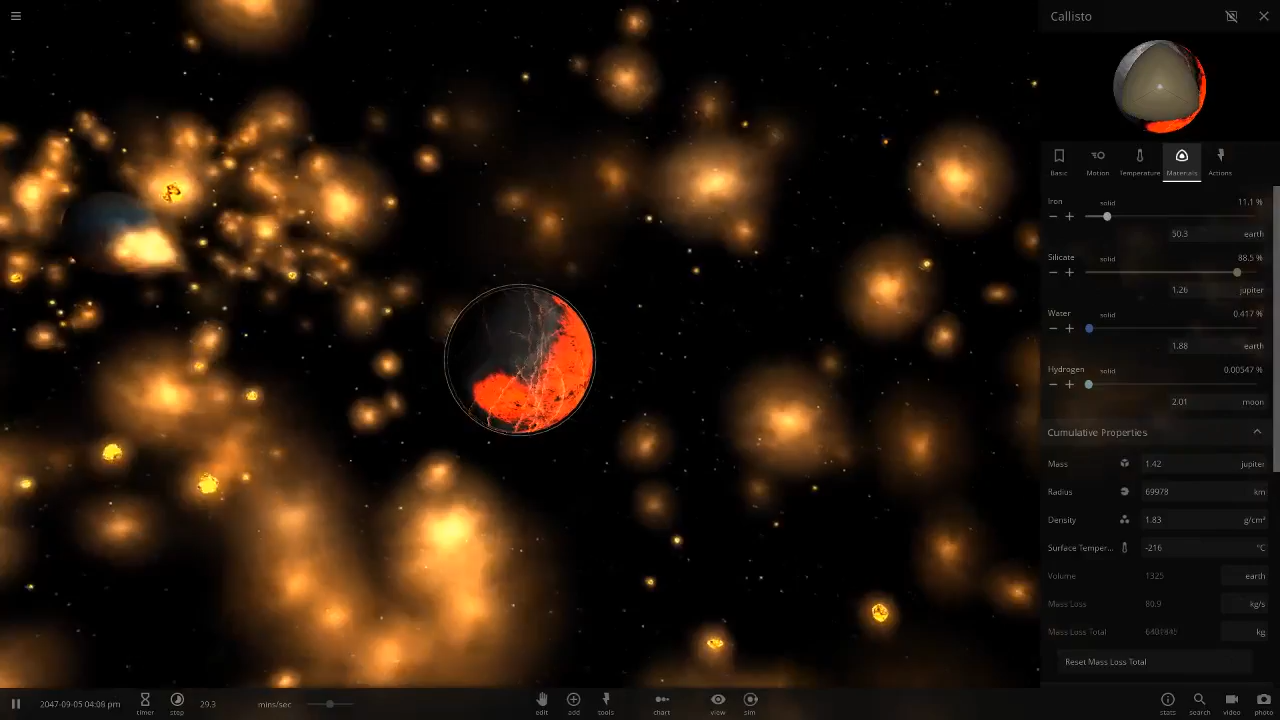 Callisto
Basic
Motion
Temperature
Materials
Actions
Iron solid 11.1 %
50.3 earth
Silicate solid 88.5 %
1.26 jupiter
Water solid 0.417 %
1.88 earth
Hydrogen solid 0.00547 %
2.01 moon
Cumulative Properties
Mass 1.42 jupiter
Radius 69978 km
Density 1.83 g/cm³
Surface Temper... -216 °C
Volume 1325 earth
Mass Loss 80.9 kg/s
Mass Loss Total kg
Reset Mass Loss Total
2047-09-05 04:08 pm
timer
step
29.3 mins/sec
edit
add
tools
chart
view
sim
stats
search
video
photo